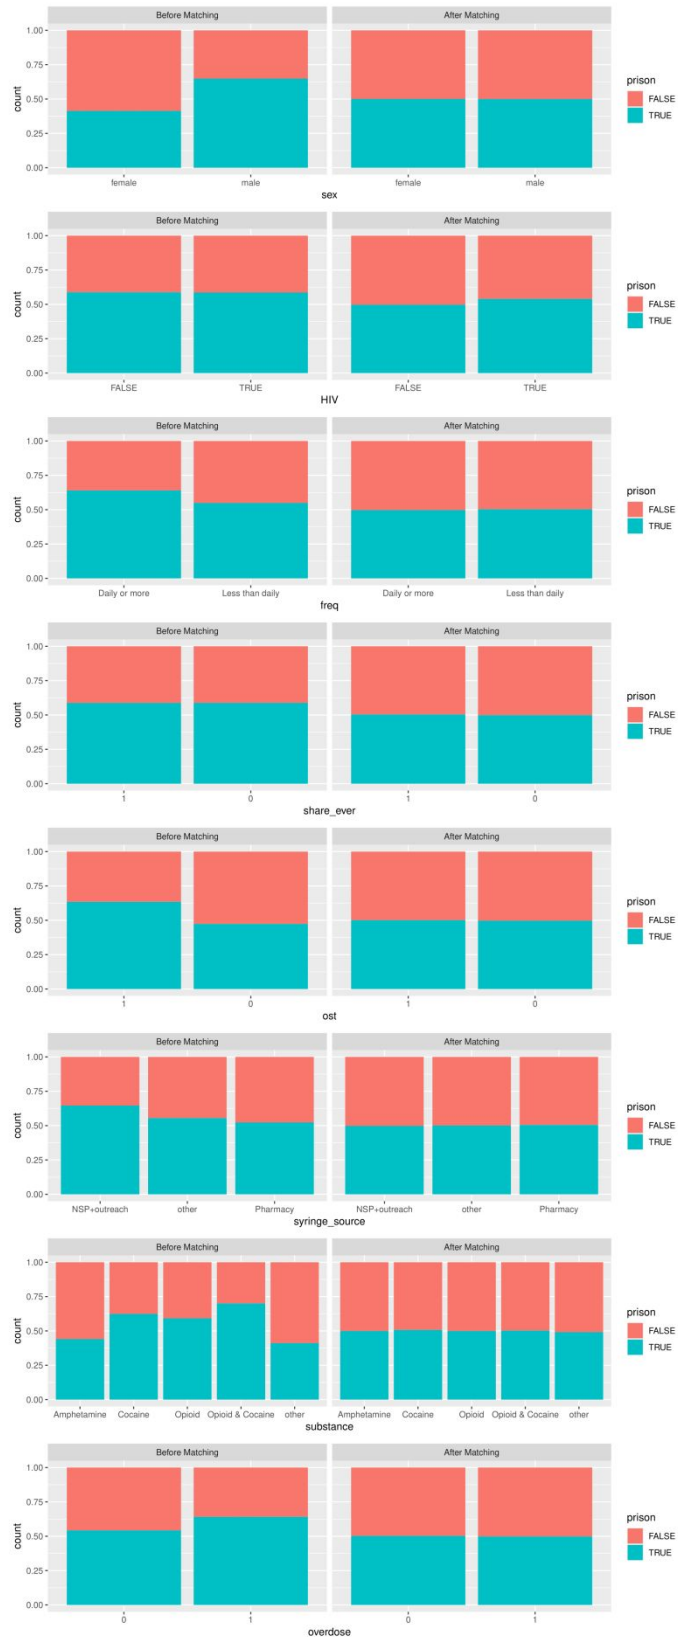 Before Matching After Matching
1.00
0.75
0.50
0.25
0.00
count
female male female male
sex
prison
FALSE
TRUE
Before Matching After Matching
1.00
0.75
0.50
0.25
0.00
count
FALSE TRUE FALSE TRUE
HIV
prison
FALSE
TRUE
Before Matching After Matching
1.00
0.75
0.50
0.25
0.00
count
Daily or more Less than daily Daily or more Less than daily
freq
prison
FALSE
TRUE
Before Matching After Matching
1.00
0.75
0.50
0.25
0.00
count
1 0 1 0
share_ever
prison
FALSE
TRUE
Before Matching After Matching
1.00
0.75
0.50
0.25
0.00
count
1 0 1 0
ost
prison
FALSE
TRUE
Before Matching After Matching
1.00
0.75
0.50
0.25
0.00
count
NSP+outreach other Pharmacy NSP+outreach other Pharmacy
syringe_source
prison
FALSE
TRUE
Before Matching After Matching
1.00
0.75
0.50
0.25
0.00
count
Amphetamine Cocaine Opioid Opioid & Cocaine other Amphetamine Cocaine Opioid Opioid & Cocaine other
substance
prison
FALSE
TRUE
Before Matching After Matching
1.00
0.75
0.50
0.25
0.00
count
0 1 0 1
overdose
prison
FALSE
TRUE